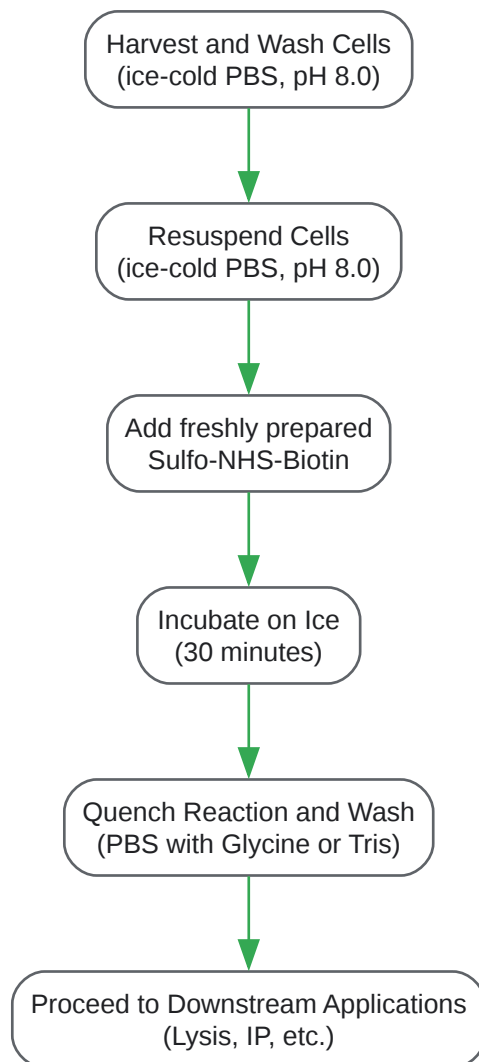 Harvest and Wash Cells
(ice-cold PBS, pH 8.0)
Resuspend Cells
(ice-cold PBS, pH 8.0)
Add freshly prepared
Sulfo-NHS-Biotin
Incubate on Ice
(30 minutes)
Quench Reaction and Wash
(PBS with Glycine or Tris)
Proceed to Downstream Applications
(Lysis, IP, etc.)